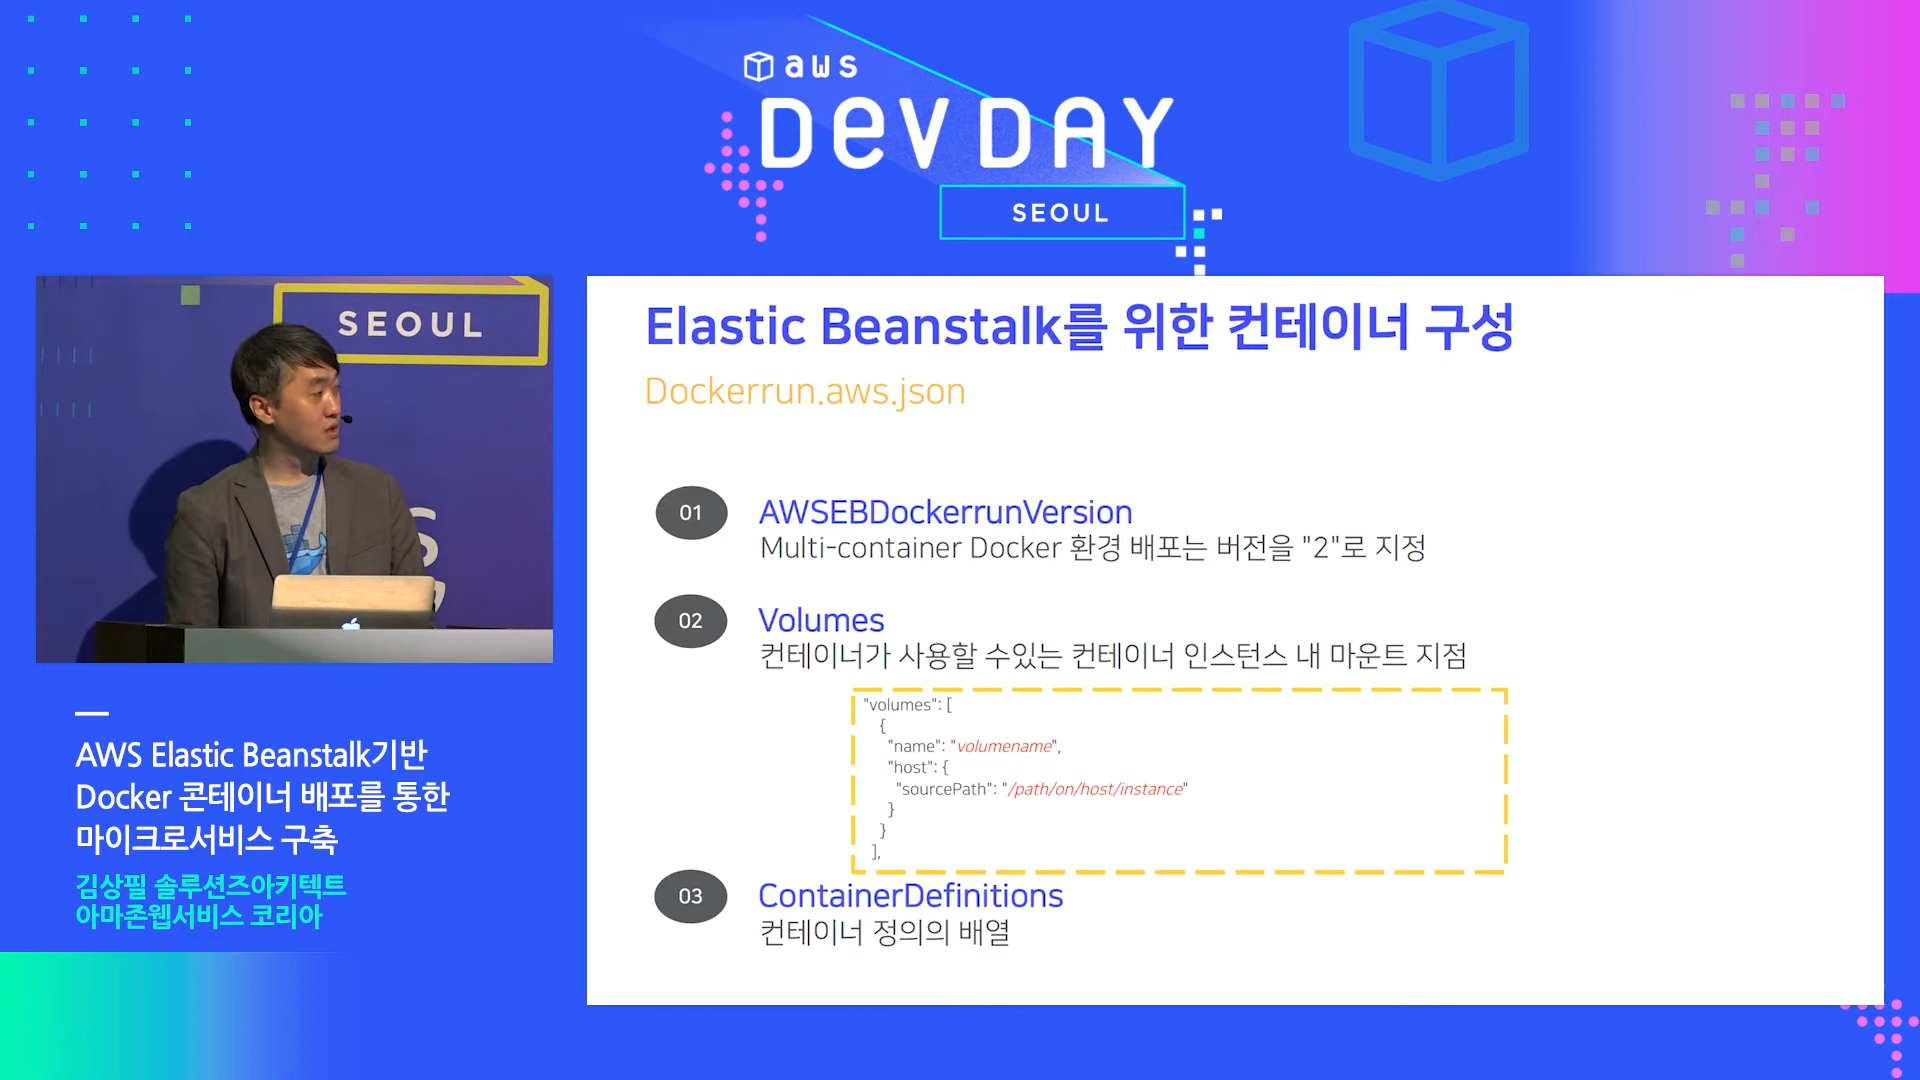 aws
DEV DAY
SEOUL
SEOUL
AWS Elastic Beanstalk기반
Docker 콘테이너 배포를 통한
마이크로서비스 구축
김상필 솔루션즈아키텍트
아마존웹서비스 코리아
Elastic Beanstalk를 위한 컨테이너 구성
Dockerrun.aws.json
01
AWSEBDockerrunVersion
Multi-container Docker 환경 배포는 버전을 "2"로 지정
02
Volumes
컨테이너가 사용할 수있는 컨테이너 인스턴스 내 마운트 지점
"volumes": [
{
"name": "volumename",
"host": {
"sourcePath": "/path/on/host/instance"
}
}
],
03
ContainerDefinitions
컨테이너 정의의 배열